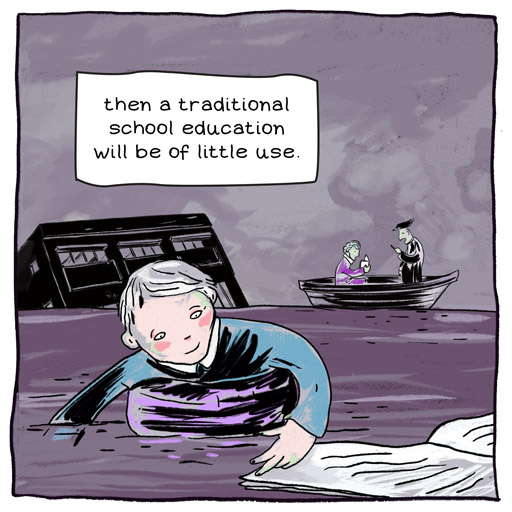 then a traditional
school education
will be of little use.